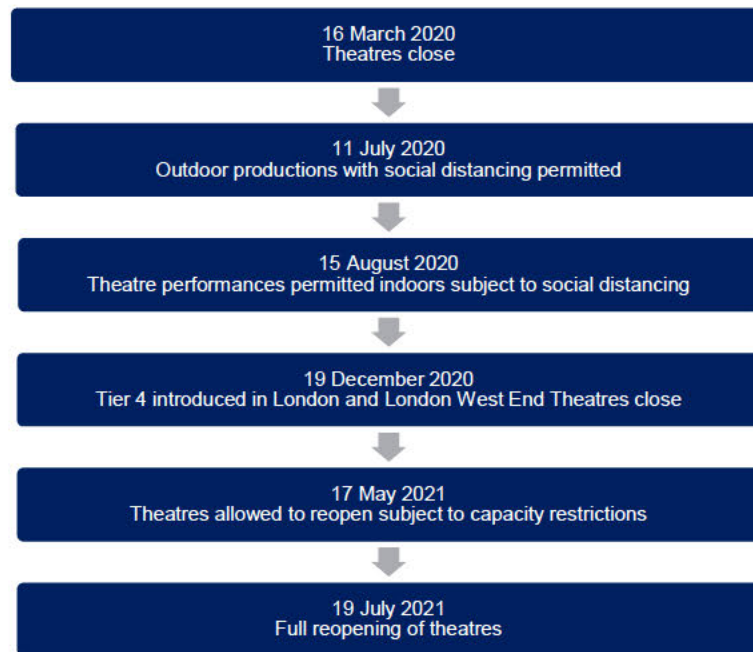 16 March 2020
Theatres close
11 July 2020
Outdoor productions with social distancing permitted
15 August 2020
Theatre performances permitted indoors subject to social distancing
19 December 2020
Tier 4 introduced in London and London West End Theatres close
17 May 2021
Theatres allowed to reopen subject to capacity restrictions
19 July 2021
Full reopening of theatres